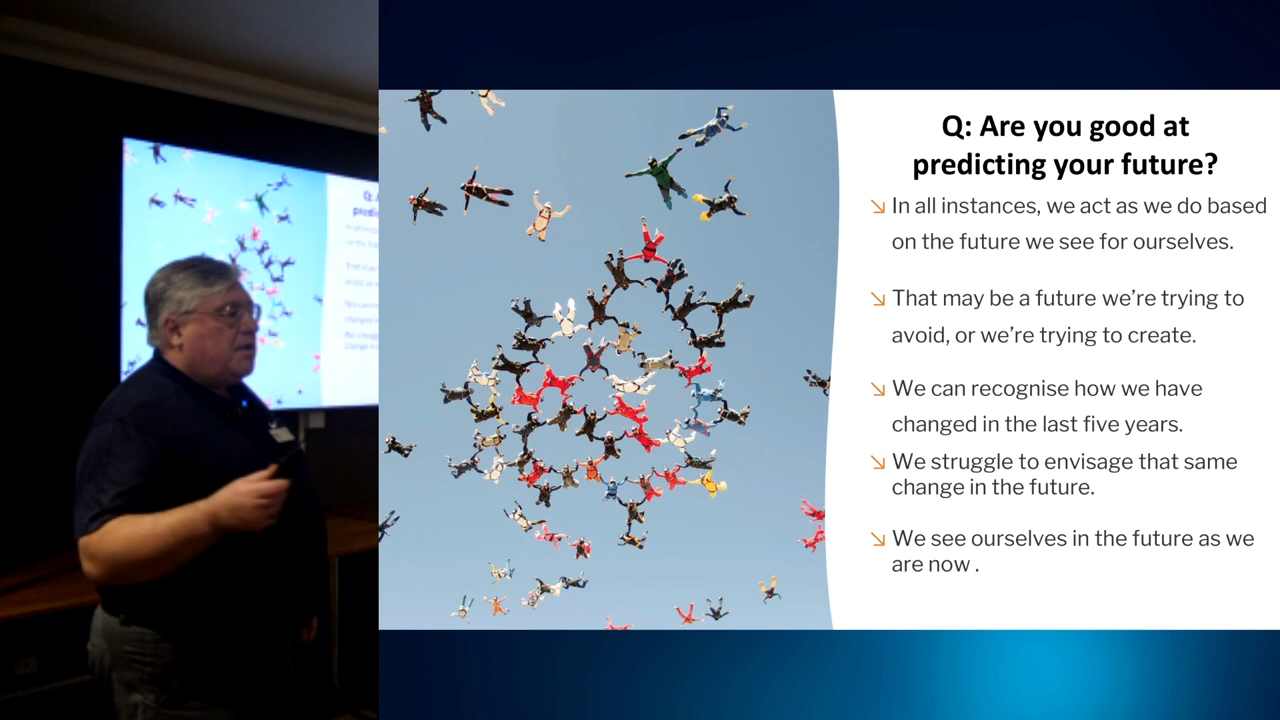 Q: Are you good at
predicting your future?
↘ In all instances, we act as we do based
on the future we see for ourselves.
↘ That may be a future we’re trying to
avoid, or we’re trying to create.
↘ We can recognise how we have
changed in the last five years.
↘ We struggle to envisage that same
change in the future.
↘ We see ourselves in the future as we
are now .